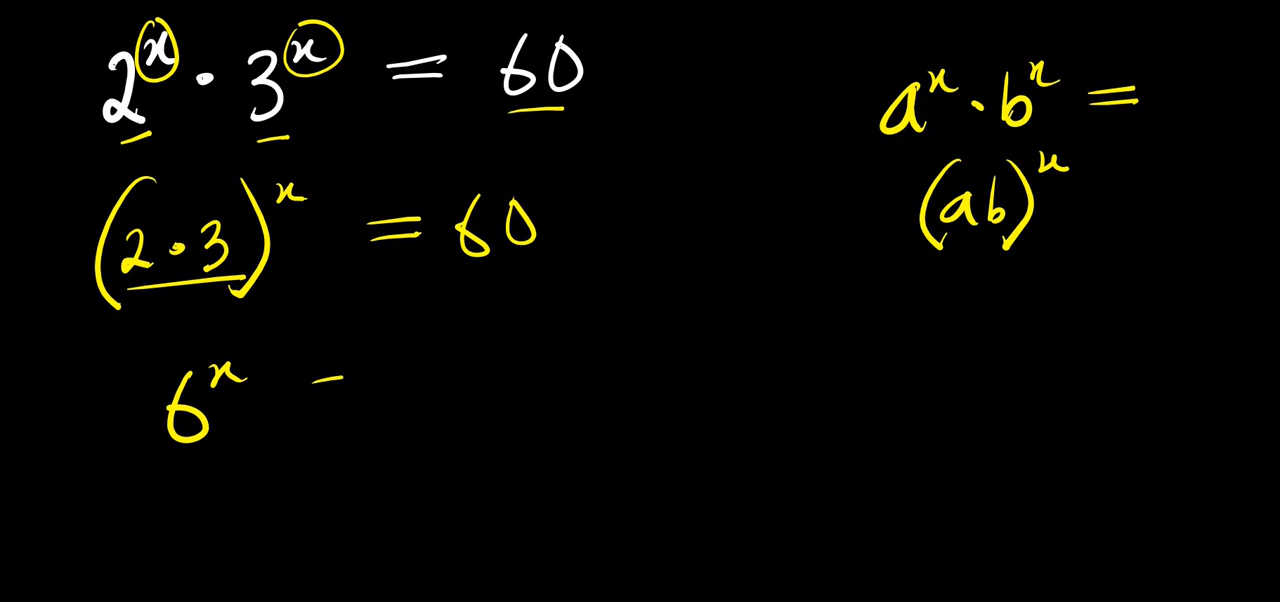 2^x · 3^x = 60
a^x · b^x =
(ab)^x
(2 · 3)^x = 60
6^x -